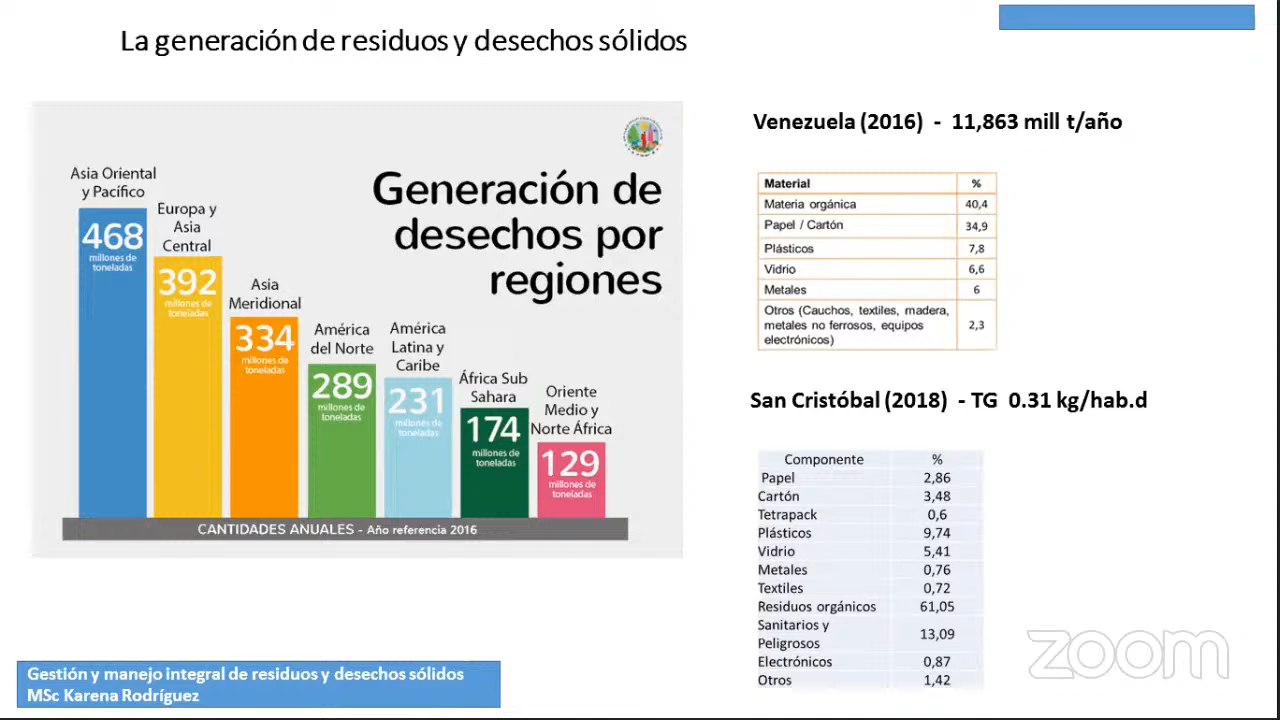 La generación de residuos y desechos sólidos
Generación de
desechos por
regiones
Asia Oriental
y Pacífico
468
millones de
toneladas
Europa y
Asia
Central
392
millones de
toneladas
Asia
Meridional
334
millones de
toneladas
América
del Norte
289
millones de
toneladas
América
Latina y
Caribe
231
millones de
toneladas
África Sub
Sahara
174
millones de
toneladas
Oriente
Medio y
Norte África
129
millones de
toneladas
CANTIDADES ANUALES - Año referencia 2016
Venezuela (2016) - 11,863 mill t/año
Material %
Materia orgánica 40,4
Papel / Cartón 34,9
Plásticos 7,8
Vidrio 6,6
Metales 6
Otros (Cauchos, textiles, madera,
metales no ferrosos, equipos
electrónicos) 2,3
San Cristóbal (2018) - TG 0.31 kg/hab.d
Componente %
Papel 2,86
Cartón 3,48
Tetrapack 0,6
Plásticos 9,74
Vidrio 5,41
Metales 0,76
Textiles 0,72
Residuos orgánicos 61,05
Sanitarios y
Peligrosos 13,09
Electrónicos 0,87
Otros 1,42
Gestión y manejo integral de residuos y desechos sólidos
MSc Karena Rodríguez
zoom